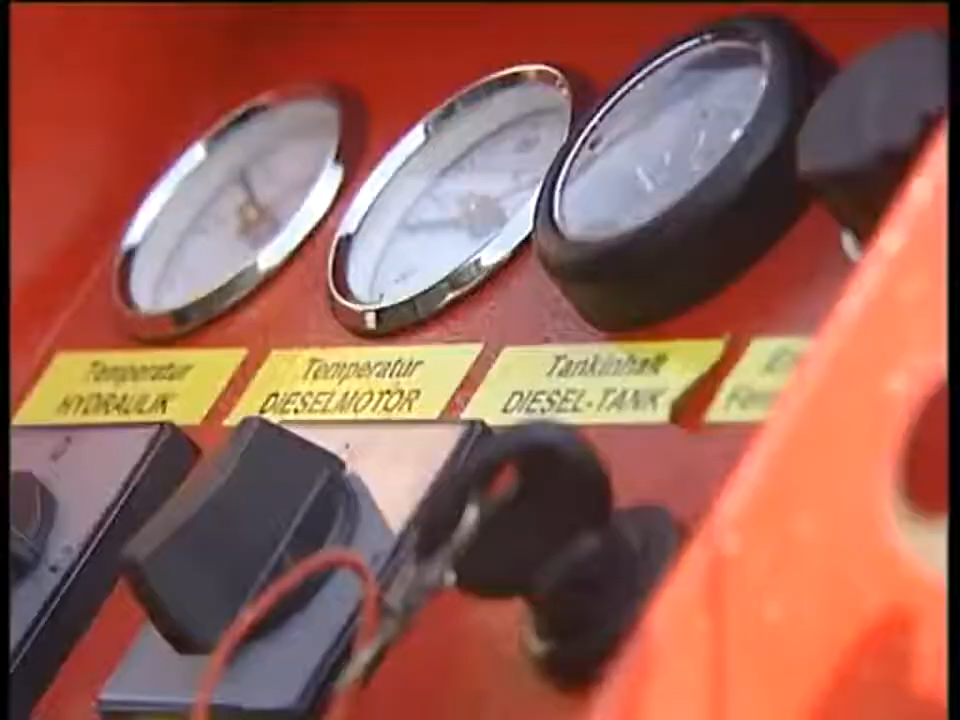 Temperatur
HYDRAULIK
Temperatur
DIESELMOTOR
Tankinhalt
DIESEL-TANK